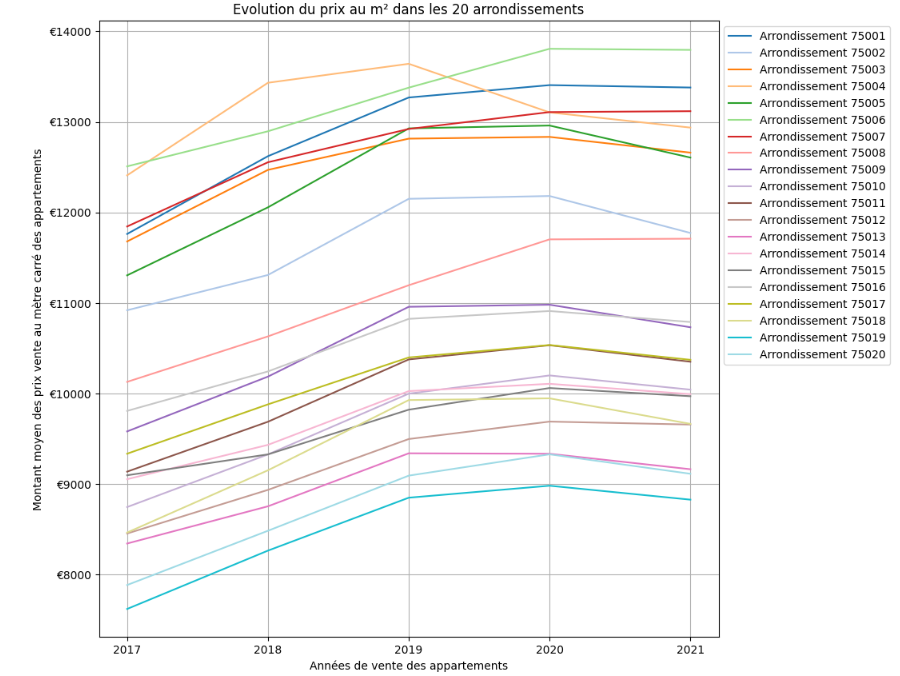 Evolution du prix au m² dans les 20 arrondissements
€14000
€13000
€12000
€11000
€10000
€9000
€8000
Montant moyen des prix vente au mètre carré des appartements
2017
2018
2019
2020
2021
Années de vente des appartements
Arrondissement 75001
Arrondissement 75002
Arrondissement 75003
Arrondissement 75004
Arrondissement 75005
Arrondissement 75006
Arrondissement 75007
Arrondissement 75008
Arrondissement 75009
Arrondissement 75010
Arrondissement 75011
Arrondissement 75012
Arrondissement 75013
Arrondissement 75014
Arrondissement 75015
Arrondissement 75016
Arrondissement 75017
Arrondissement 75018
Arrondissement 75019
Arrondissement 75020